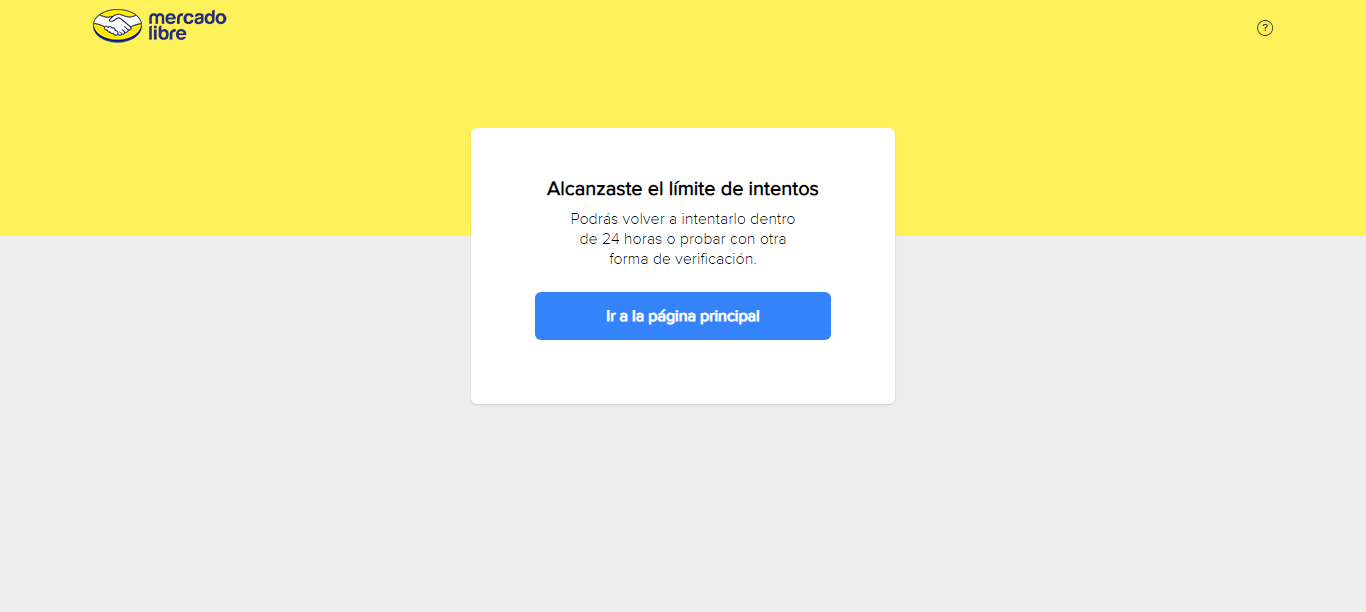 mercado
libre
?
Alcanzaste el límite de intentos
Podrás volver a intentarlo dentro
de 24 horas o probar con otra
forma de verificación.
Ir a la página principal